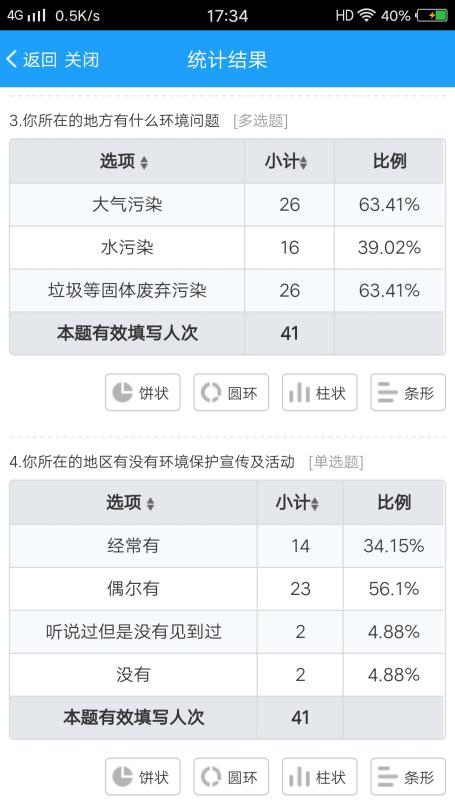 4G 0.5K/s 17:34 HD 40%
返回 关闭 统计结果
3.你所在的地方有什么环境问题 [多选题]
选项 小计 比例
大气污染 26 63.41%
水污染 16 39.02%
垃圾等固体废弃污染 26 63.41%
本题有效填写人次 41
饼状 圆环 柱状 条形
4.你所在的地区有没有环境保护宣传及活动 [单选题]
选项 小计 比例
经常有 14 34.15%
偶尔有 23 56.1%
听说过但是没有见到过 2 4.88%
没有 2 4.88%
本题有效填写人次 41
饼状 圆环 柱状 条形